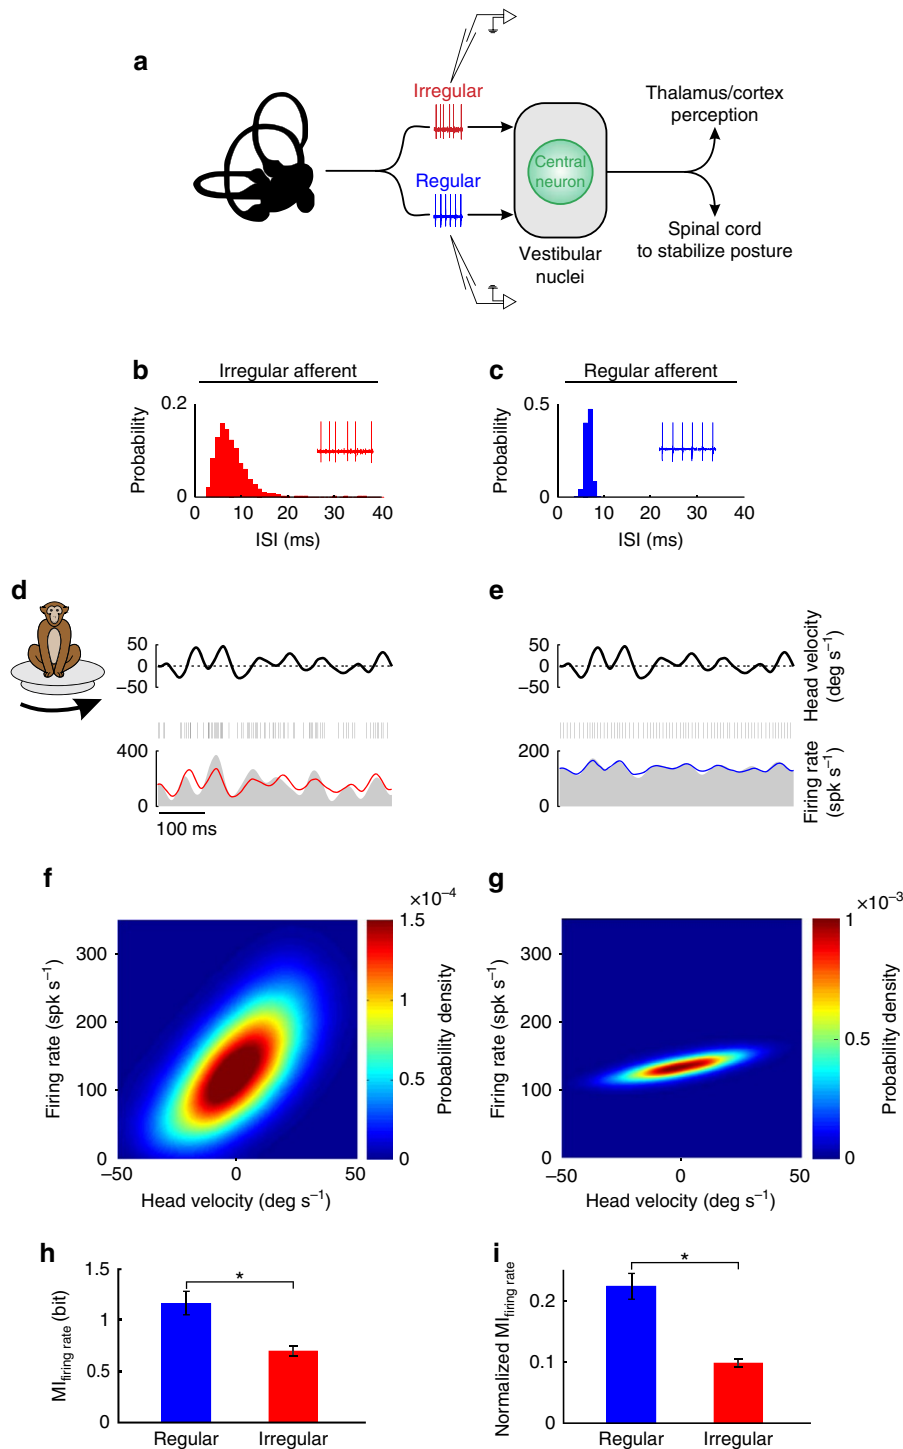 a
Irregular
Regular
Central
neuron
Vestibular
nuclei
Thalamus/cortex
perception
Spinal cord
to stabilize posture
b
Irregular afferent
0.2
0
Probability
0 10 20 30 40
ISI (ms)
c
Regular afferent
0.5
0
Probability
0 10 20 30 40
ISI (ms)
d
50
0
–50
400
0
100 ms
e
50
0
–50
Head velocity
(deg s⁻¹)
200
0
Firing rate
(spk s⁻¹)
f
300
200
100
0
Firing rate (spk s⁻¹)
–50 0 50
Head velocity (deg s⁻¹)
×10⁻⁴
1.5
1
0.5
0
Probability density
g
300
200
100
0
Firing rate (spk s⁻¹)
–50 0 50
Head velocity (deg s⁻¹)
×10⁻³
1
0.5
0
Probability density
h
1.5
1
0.5
0
MI firing rate (bit)
*
Regular Irregular
i
0.2
0.1
0
Normalized MI firing rate
*
Regular Irregular